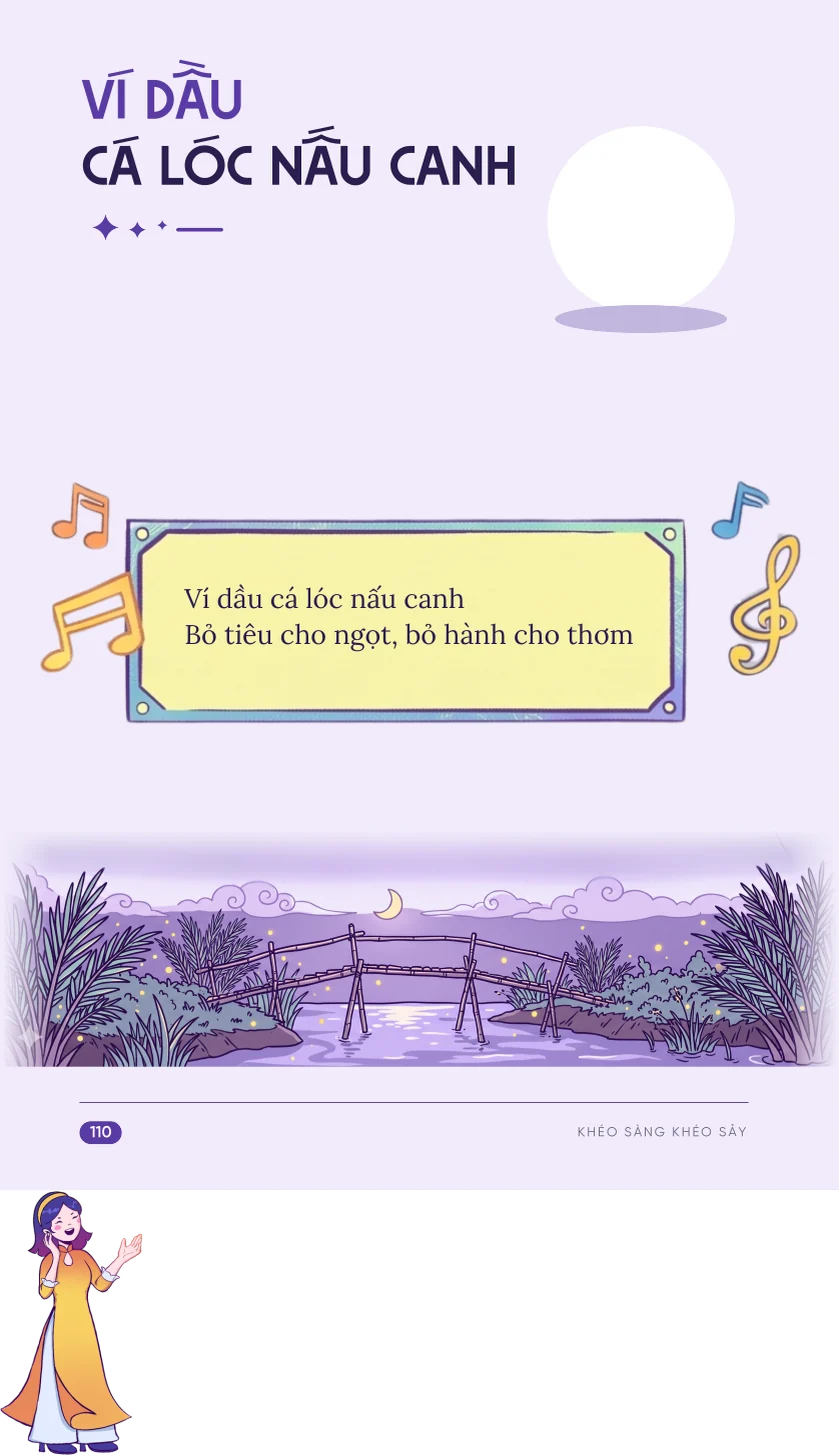 VÍ DẦU
CÁ LÓC NẤU CANH
Ví dầu cá lóc nấu canh
Bỏ tiêu cho ngọt, bỏ hành cho thơm
110
KHÉO SÀNG KHÉO SẢY